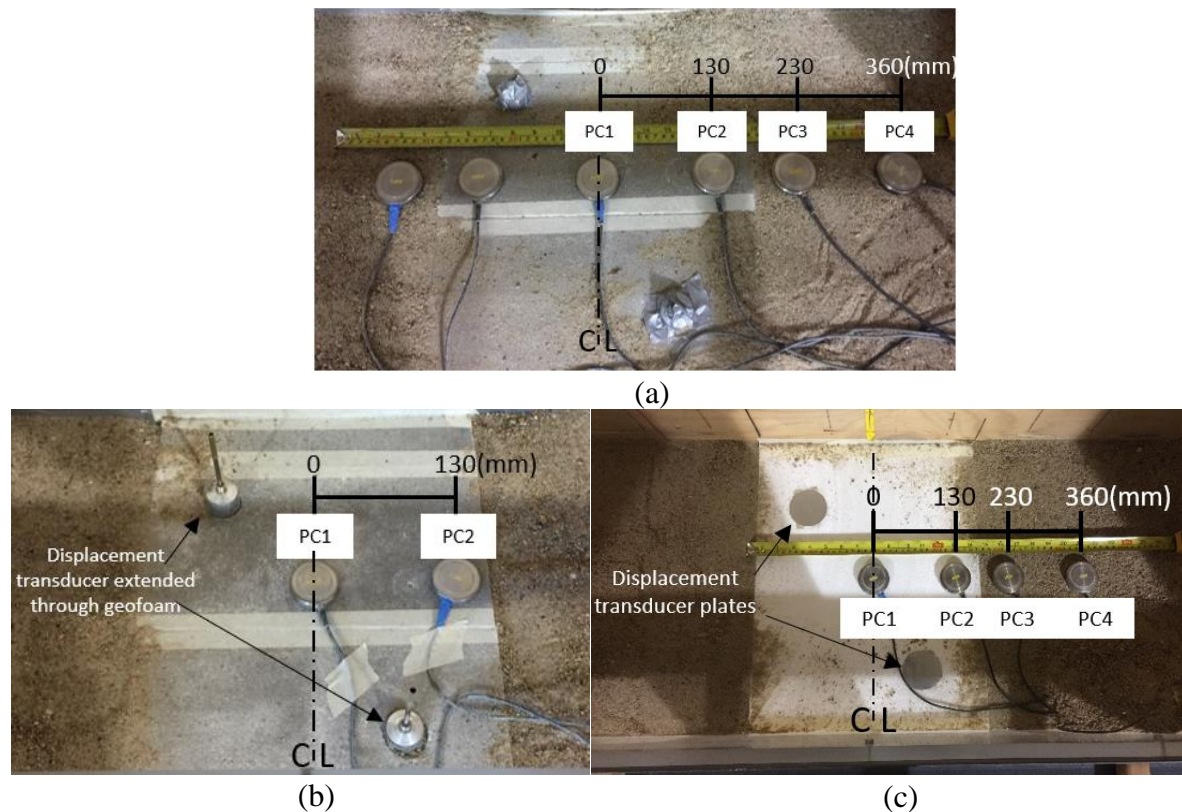 0 130 230 360(mm)
PC1 PC2 PC3 PC4
C L
(a)
0 130(mm)
PC1 PC2
Displacement
transducer extended
through geofoam
C L
(b)
0 130 230 360(mm)
Displacement
transducer plates
PC1 PC2 PC3 PC4
C L
(c)